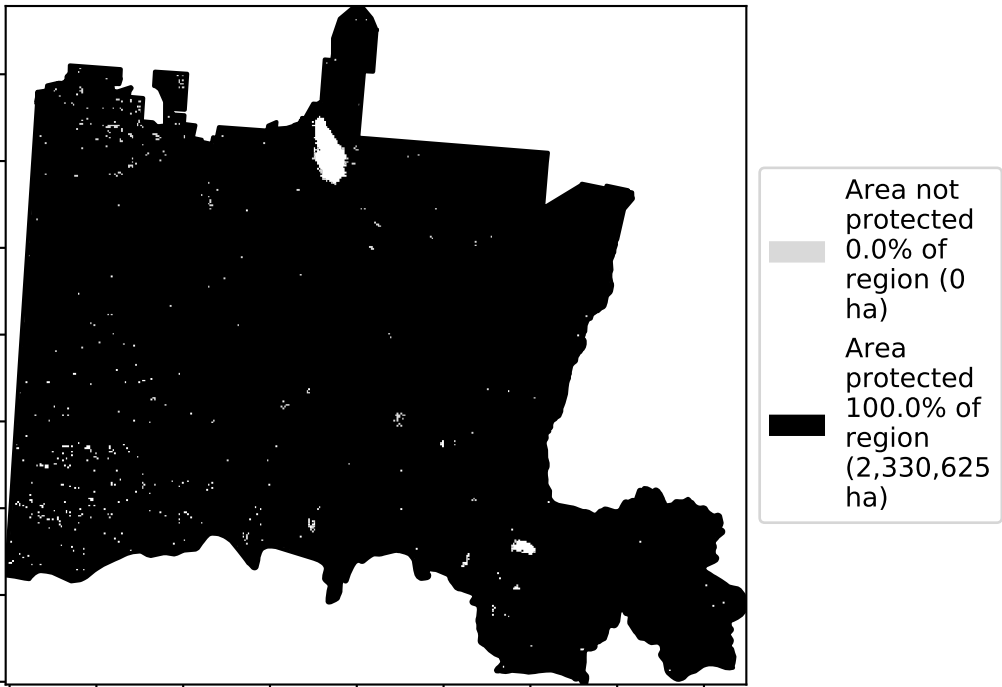 Area not
protected
0.0% of
region (0
ha)
Area
protected
100.0% of
region
(2,330,625
ha)